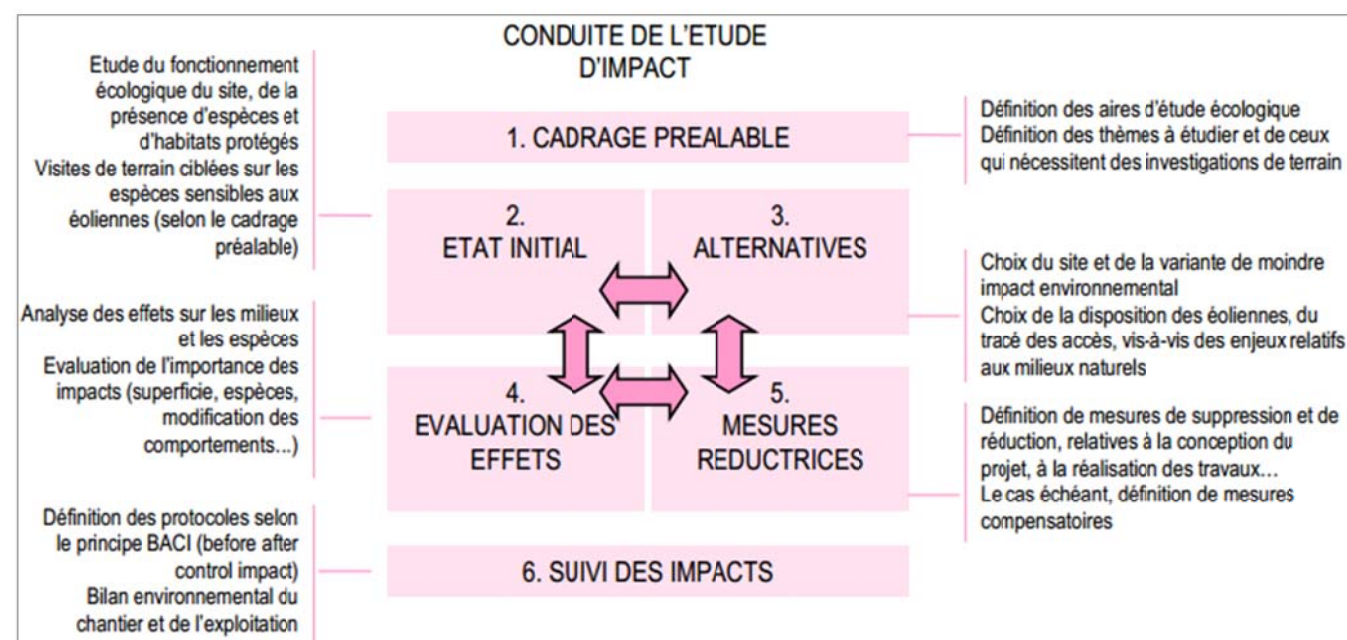 CONDUITE DE L'ETUDE
D'IMPACT
Etude du fonctionnement
écologique du site, de la
présence d'espèces et
d'habitats protégés
Visites de terrain ciblées sur les
espèces sensibles aux
éoliennes (selon le cadrage
préalable)
1. CADRAGE PREALABLE
Définition des aires d'étude écologique
Définition des thèmes à étudier et de ceux
qui nécessitent des investigations de terrain
2.
ETAT INITIAL
3.
ALTERNATIVES
Choix du site et de la variante de moindre
impact environnemental
Choix de la disposition des éoliennes, du
tracé des accès, vis-à-vis des enjeux relatifs
aux milieux naturels
Analyse des effets sur les milieux
et les espèces
Evaluation de l'importance des
impacts (superficie, espèces,
modification des
comportements...)
4.
EVALUATION DES
EFFETS
5.
MESURES
REDUCTRICES
Définition de mesures de suppression et de
réduction, relatives à la conception du
projet, à la réalisation des travaux...
Le cas échéant, définition de mesures
compensatoires
Définition des protocoles selon
le principe BACI (before after
control impact)
Bilan environnemental du
chantier et de l'exploitation
6. SUIVI DES IMPACTS